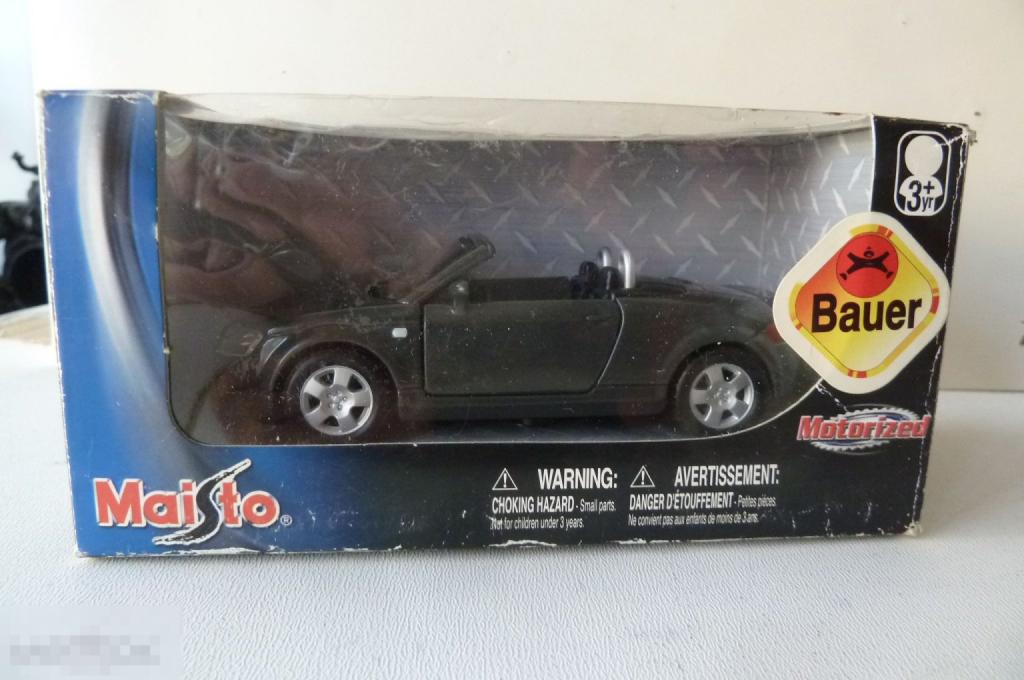 3+
yr
Bauer
Motorized
Maisto®
WARNING:
CHOKING HAZARD - Small parts.
Not for children under 3 years.
AVERTISSEMENT:
DANGER D'ÉTOUFFEMENT - Petites pièces.
Ne convient pas aux enfants de moins de 3 ans.